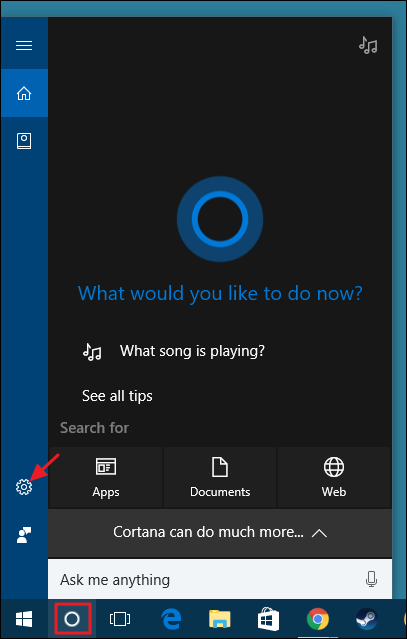 What would you like to do now?
What song is playing?
See all tips
Search for
Apps
Documents
Web
Cortana can do much more...
Ask me anything